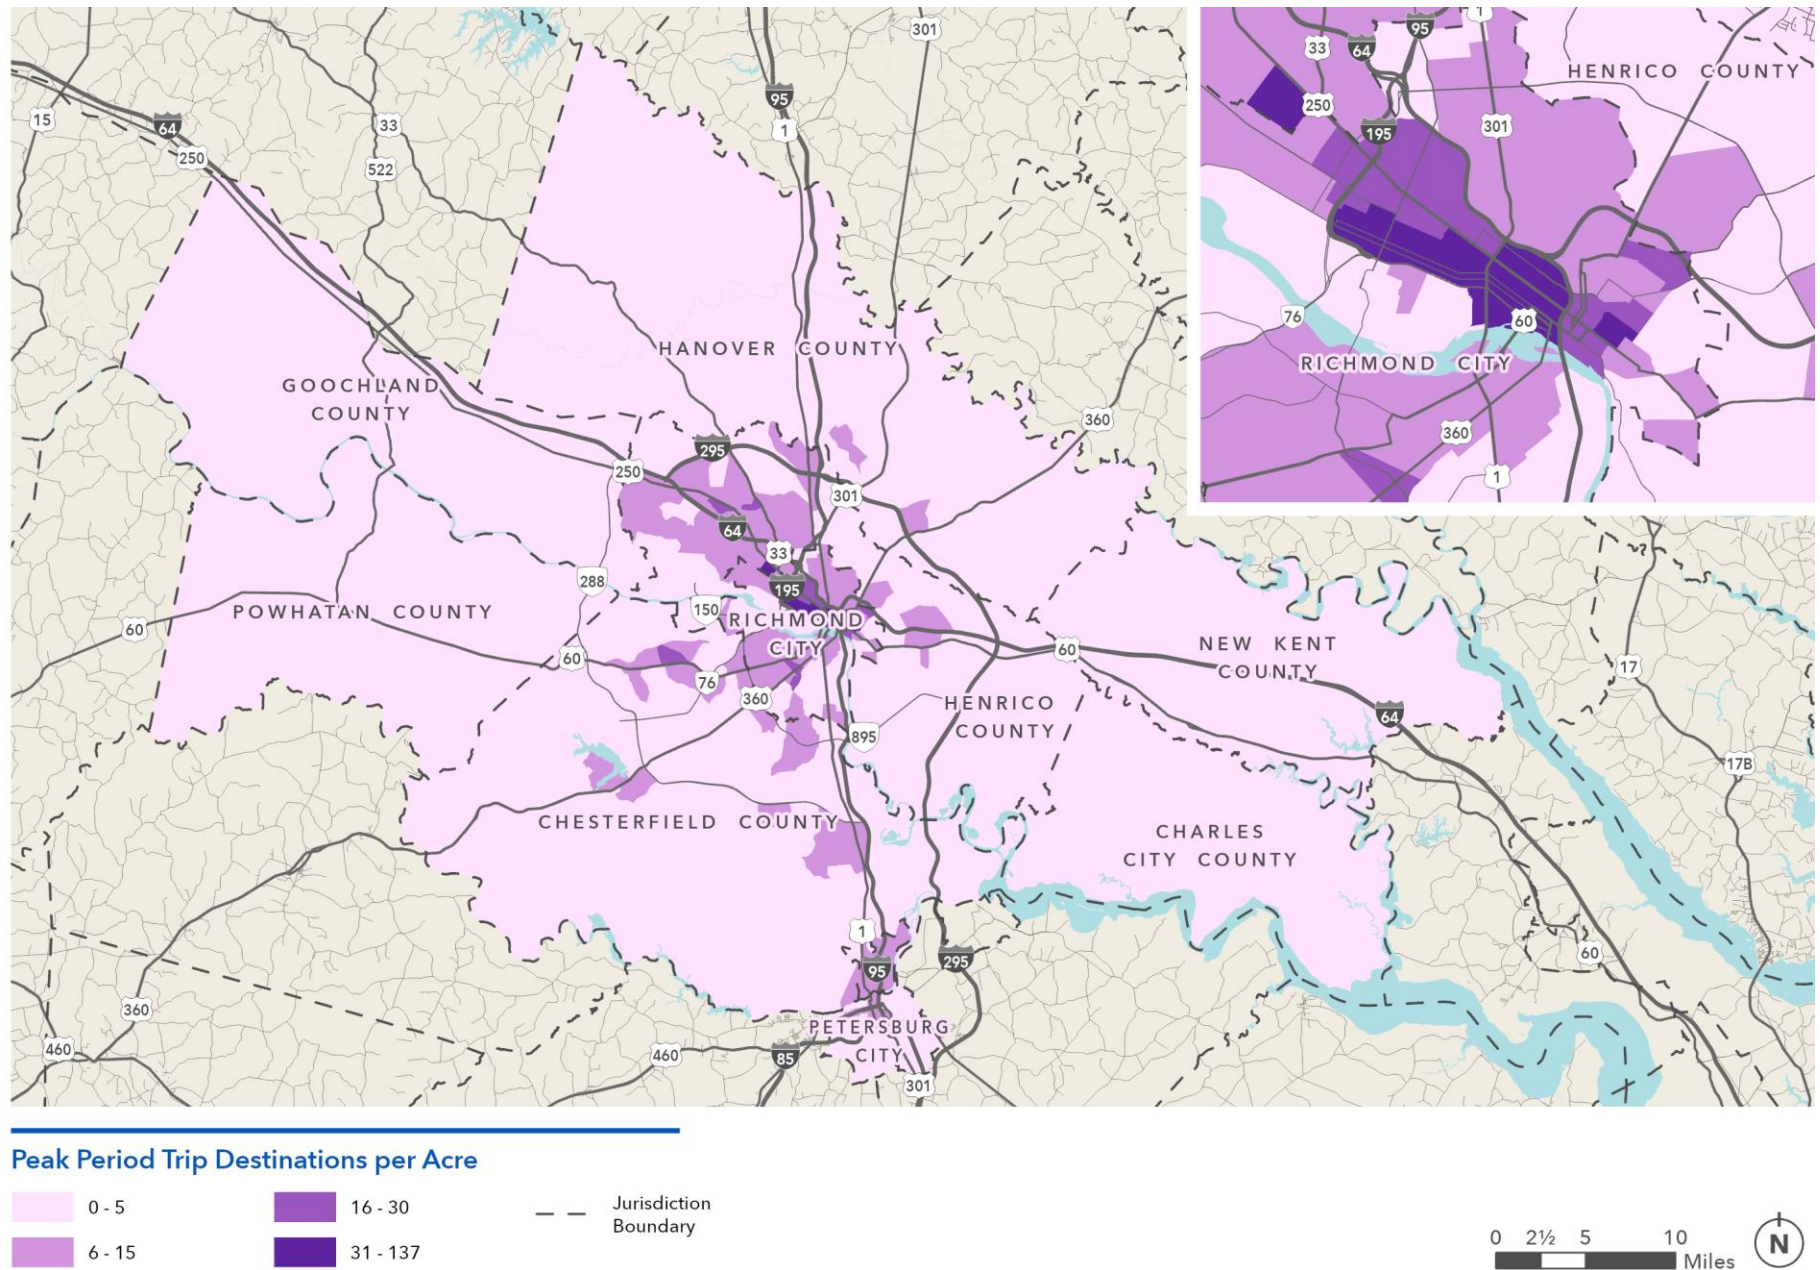 301
95
1
15
64
250
33
522
HANOVER COUNTY
GOOCHLAND
COUNTY
360
295
250
301
64
33
288
195
150
POWHATAN COUNTY
RICHMOND
CITY
60
60
76
360
60
NEW KENT
COUNTY
HENRICO
COUNTY
895
64
17
17B
CHESTERFIELD COUNTY
CHARLES
CITY COUNTY
1
95
295
60
360
460
PETERSBURG
CITY
460
85
301
1
95
33
64
HENRICO COUNTY
250
195
301
76
60
RICHMOND CITY
360
1
Peak Period Trip Destinations per Acre
0 - 5
16 - 30
6 - 15
31 - 137
Jurisdiction
Boundary
0 2½ 5 10
Miles
N